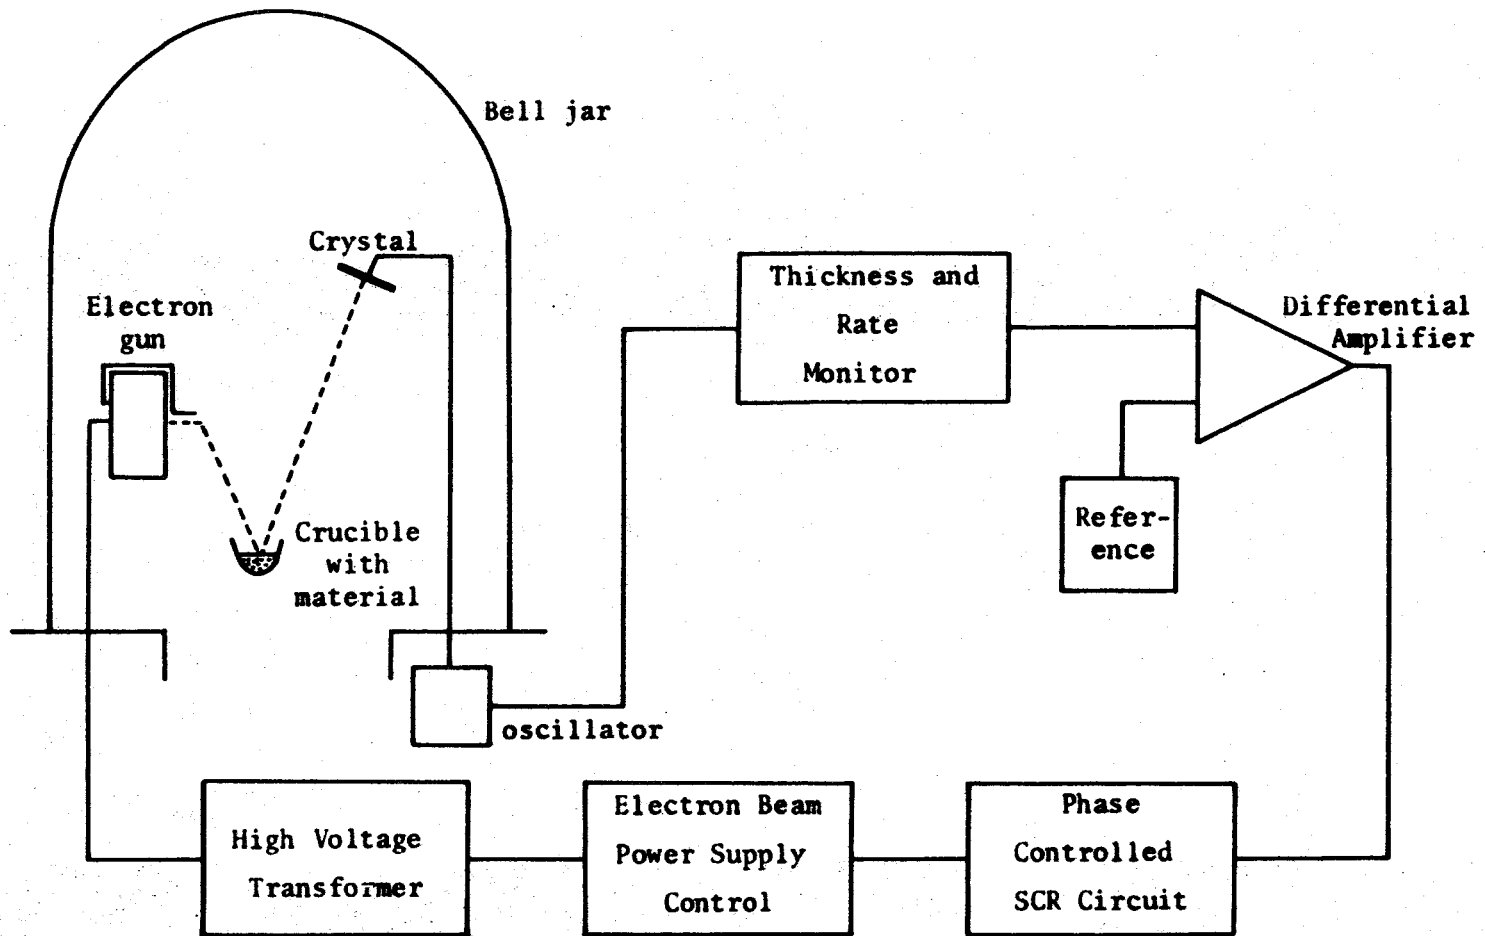 Bell jar
Crystal
Electron
gun
Crucible
with
material
oscillator
Thickness and
Rate
Monitor
Differential
Amplifier
Refer-
ence
High Voltage
Transformer
Electron Beam
Power Supply
Control
Phase
Controlled
SCR Circuit